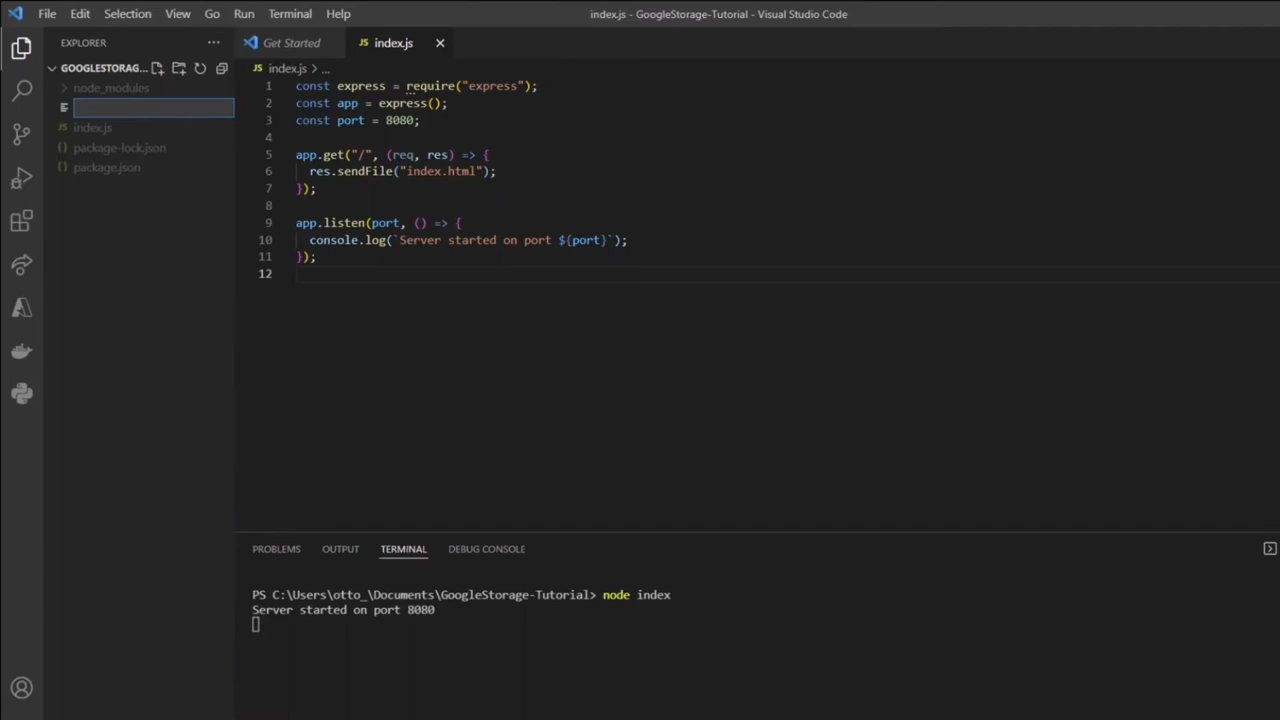 File Edit Selection View Go Run Terminal Help index.js - GoogleStorage-Tutorial - Visual Studio Code
EXPLORER
GOOGLESTORAG...
node_modules
index.js
package-lock.json
package.json
Get Started
JS index.js
JS index.js > ...
1 const express = require("express");
2 const app = express();
3 const port = 8080;
4
5 app.get("/", (req, res) => {
6 res.sendFile("index.html");
7 });
8
9 app.listen(port, () => {
10 console.log(`Server started on port ${port}`);
11 });
12
PROBLEMS OUTPUT TERMINAL DEBUG CONSOLE
PS C:\Users\otto_\Documents\GoogleStorage-Tutorial> node index
Server started on port 8080